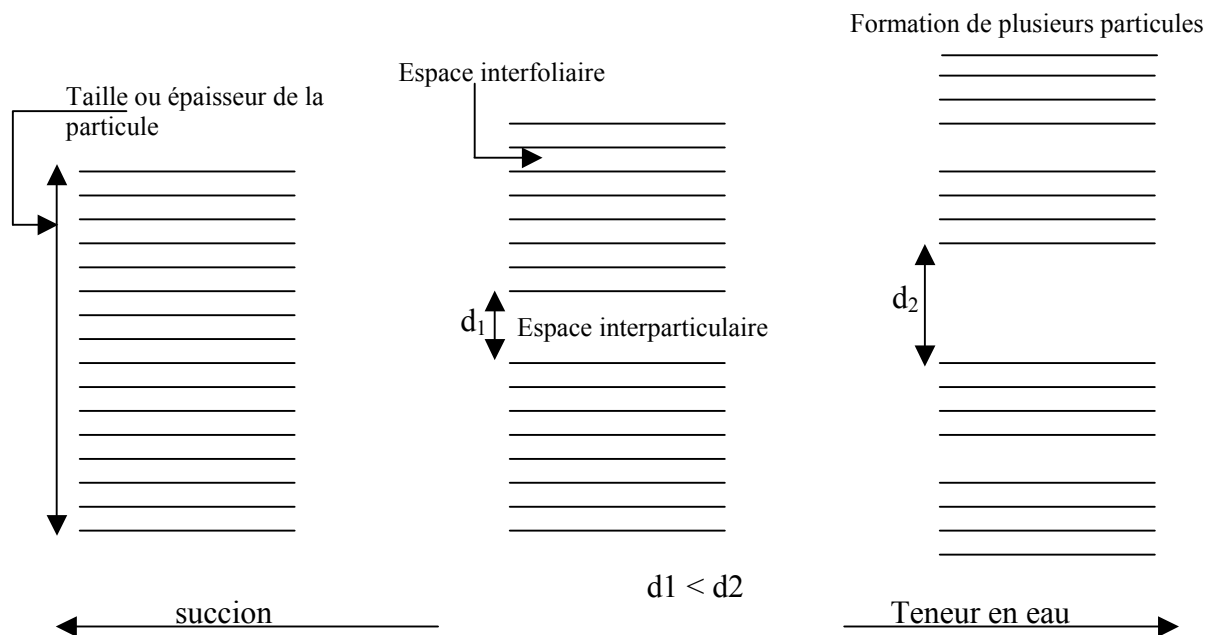 Formation de plusieurs particules
Espace interfoliaire
Taille ou épaisseur de la
particule
d₁
Espace interparticulaire
d₂
d1 < d2
succion
Teneur en eau